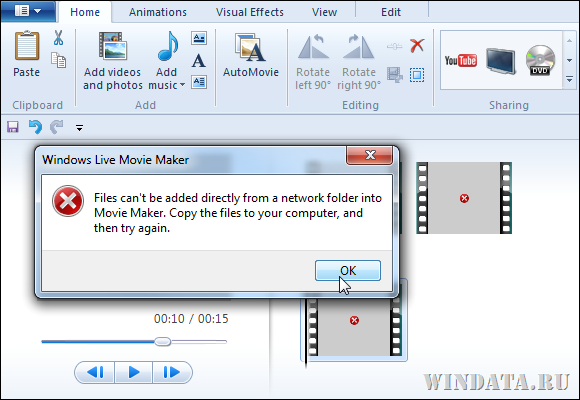 Home Animations Visual Effects View Edit
Paste
Add videos and photos
Add music
AutoMovie
Rotate left 90°
Rotate right 90°
You Tube
DVD
Clipboard Add Editing Sharing
Windows Live Movie Maker
Files can't be added directly from a network folder into
Movie Maker. Copy the files to your computer, and
then try again.
OK
00:10 / 00:15
WINDATA.RU